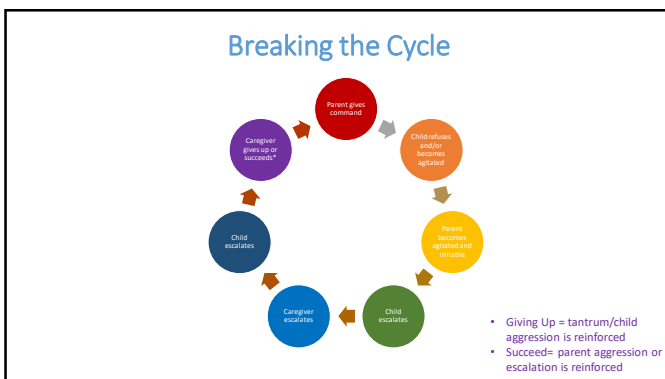 Breaking the Cycle
Parent gives
command
Child refuses
and/or
becomes
agitated
Parent
becomes
agitated and
irritable
Child
escalates
Caregiver
escalates
Child
escalates
Caregiver
gives up or
succeeds*
• Giving Up = tantrum/child
aggression is reinforced
• Succeed= parent aggression or
escalation is reinforced